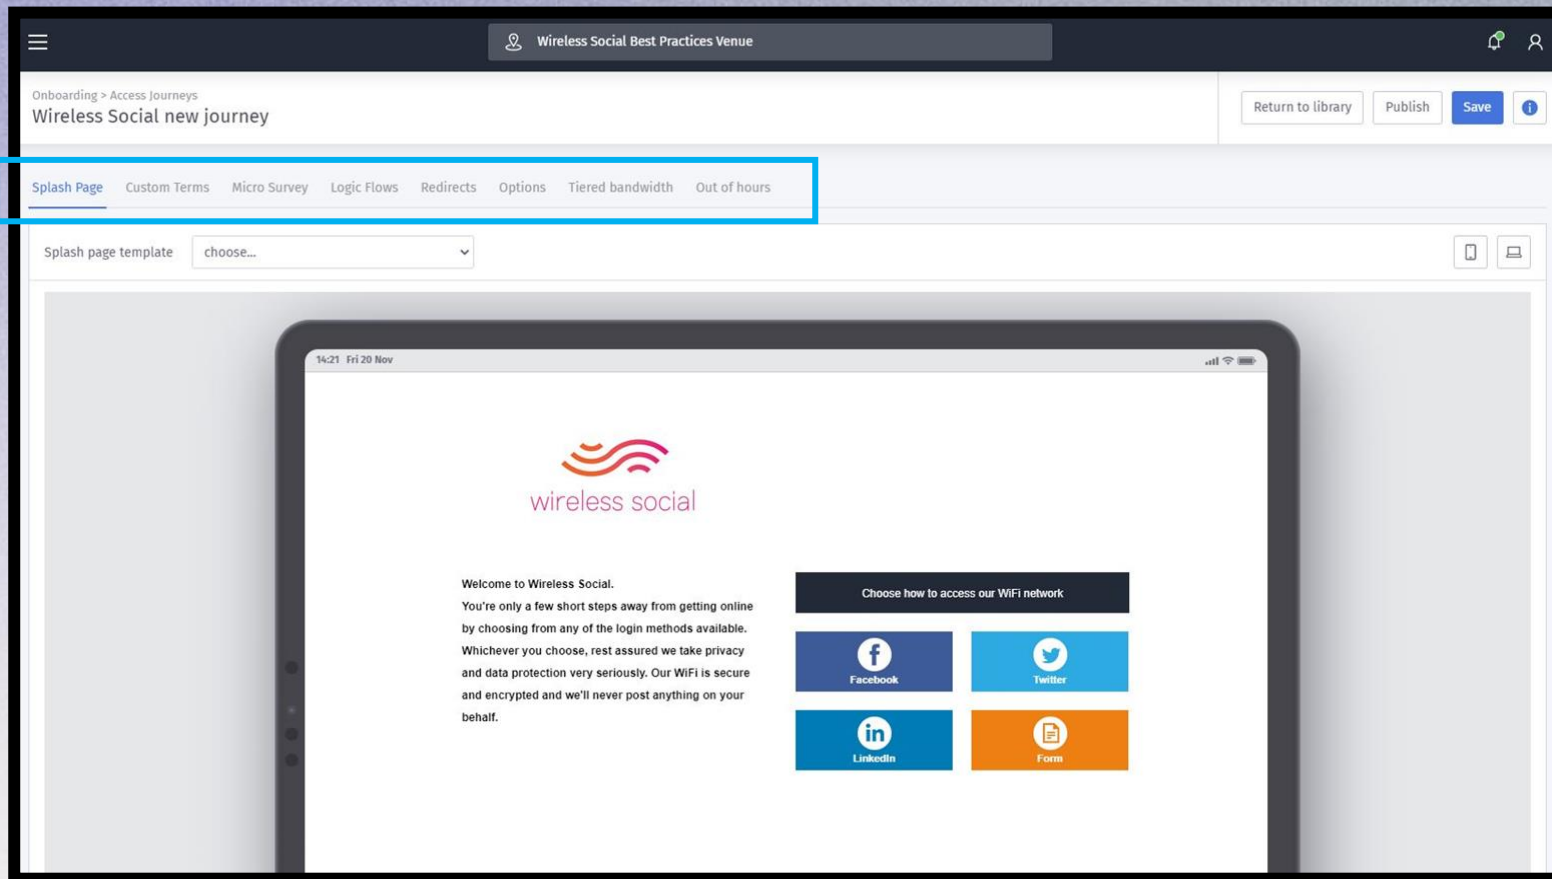 Wireless Social Best Practices Venue
Onboarding > Access Journeys
Wireless Social new journey
Return to library
Publish
Save
Splash Page
Custom Terms
Micro Survey
Logic Flows
Redirects
Options
Tiered bandwidth
Out of hours
Splash page template
choose...
14:21 Fri 20 Nov
wireless social
Welcome to Wireless Social.
You're only a few short steps away from getting online
by choosing from any of the login methods available.
Whichever you choose, rest assured we take privacy
and data protection very seriously. Our WiFi is secure
and encrypted and we'll never post anything on your
behalf.
Choose how to access our WiFi network
Facebook
Twitter
LinkedIn
Form